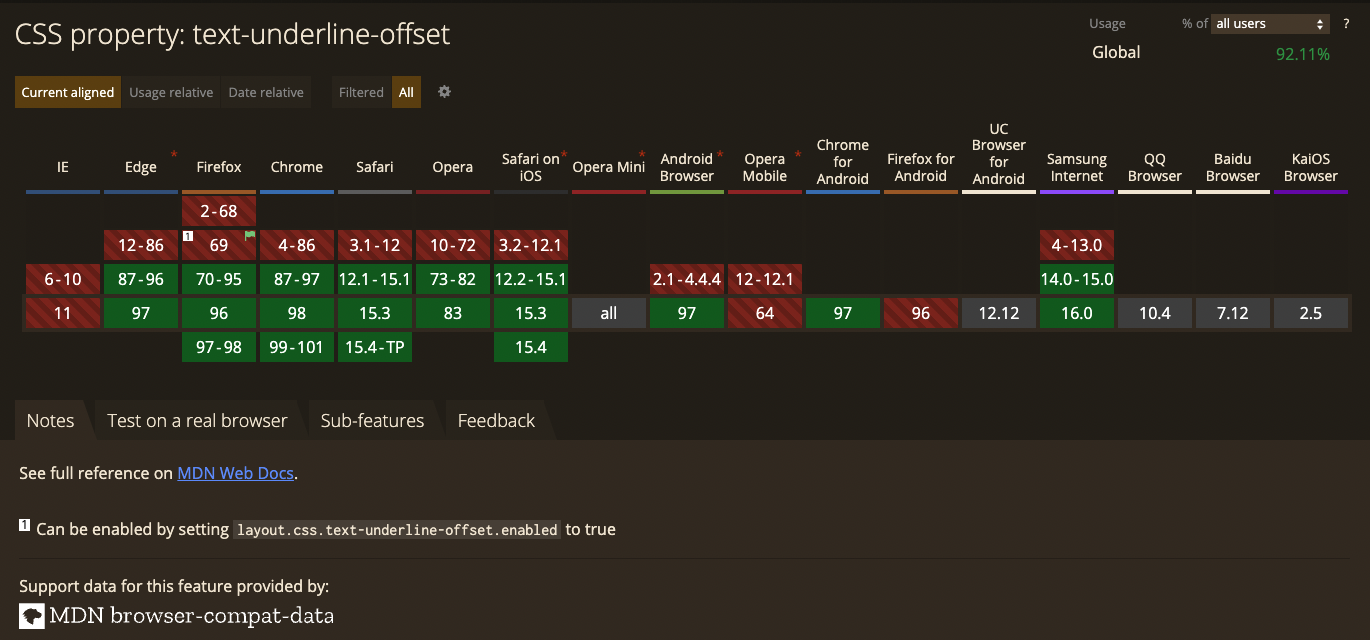 CSS property: text-underline-offset
Usage % of all users ?
Global 92.11%
Current aligned Usage relative Date relative Filtered All
IE Edge * Firefox Chrome Safari Opera Safari on iOS * Opera Mini * Android Browser * Opera Mobile * Chrome for Android Firefox for Android UC Browser for Android Samsung Internet QQ Browser Baidu Browser KaiOS Browser
2-68
12-86 1 69 4-86 3.1-12 10-72 3.2-12.1 4-13.0
6-10 87-96 70-95 87-97 12.1-15.1 73-82 12.2-15.1 2.1-4.4.4 12-12.1 14.0-15.0
11 97 96 98 15.3 83 15.3 all 97 64 97 96 12.12 16.0 10.4 7.12 2.5
97-98 99-101 15.4-TP 15.4
Notes Test on a real browser Sub-features Feedback
See full reference on MDN Web Docs.
1 Can be enabled by setting layout.css.text-underline-offset.enabled to true
Support data for this feature provided by:
MDN browser-compat-data